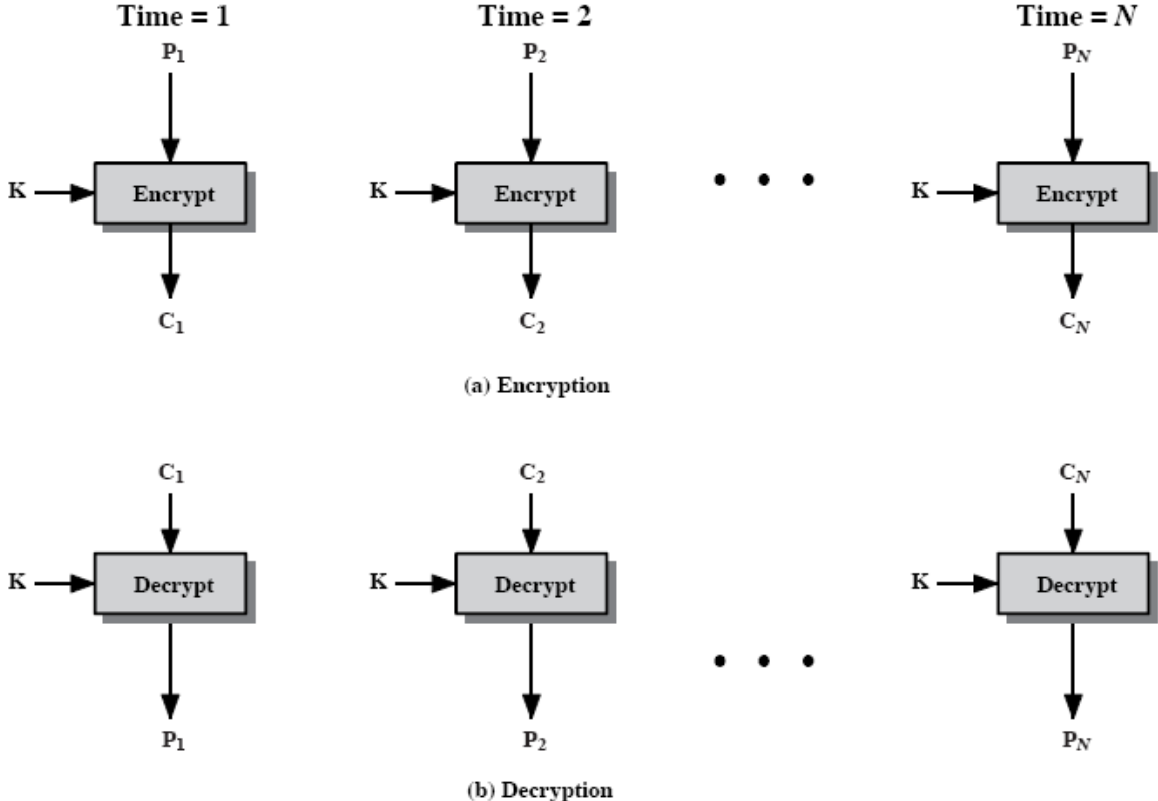 Time = 1 Time = 2 Time = N
P1 P2 PN
K Encrypt K Encrypt • • • K Encrypt
C1 C2 CN
(a) Encryption
C1 C2 CN
K Decrypt K Decrypt K Decrypt
• • •
P1 P2 PN
(b) Decryption